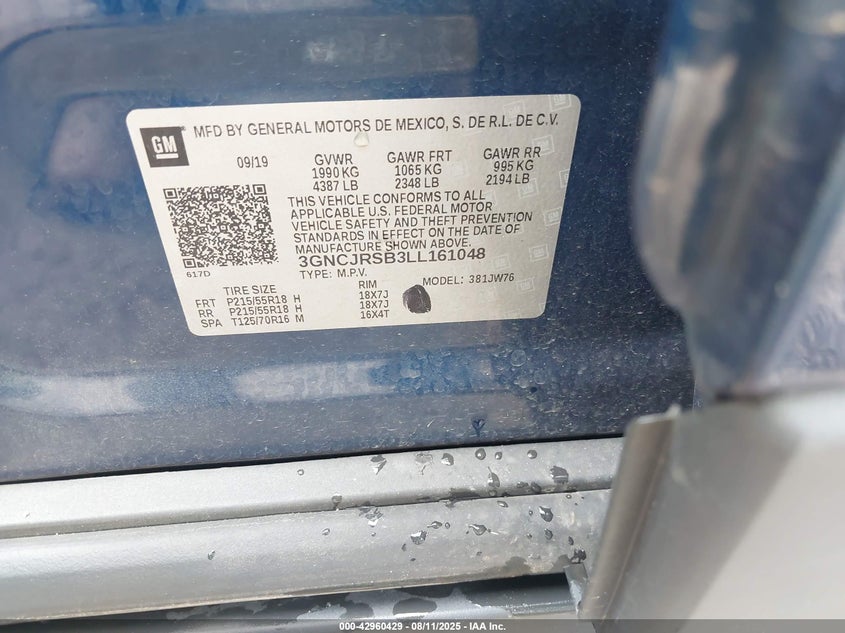 GM
MFD BY GENERAL MOTORS DE MEXICO, S. DE R.L. DE C.V.
09/19 GVWR GAWR FRT GAWR RR
1990 KG 1065 KG 995 KG
4387 LB 2348 LB 2194 LB
THIS VEHICLE CONFORMS TO ALL
APPLICABLE U.S. FEDERAL MOTOR
VEHICLE SAFETY AND THEFT PREVENTION
STANDARDS IN EFFECT ON THE DATE OF
MANUFACTURE SHOWN ABOVE.
617D
3GNCJRSB3LL161048
TYPE: M.P.V. MODEL: 381JW76
TIRE SIZE RIM
FRT P215/55R18 H 18X7J
RR P215/55R18 H 18X7J
SPA T125/70R16 M 16X4T
000-42960429 - 08/11/2025 - IAA Inc.